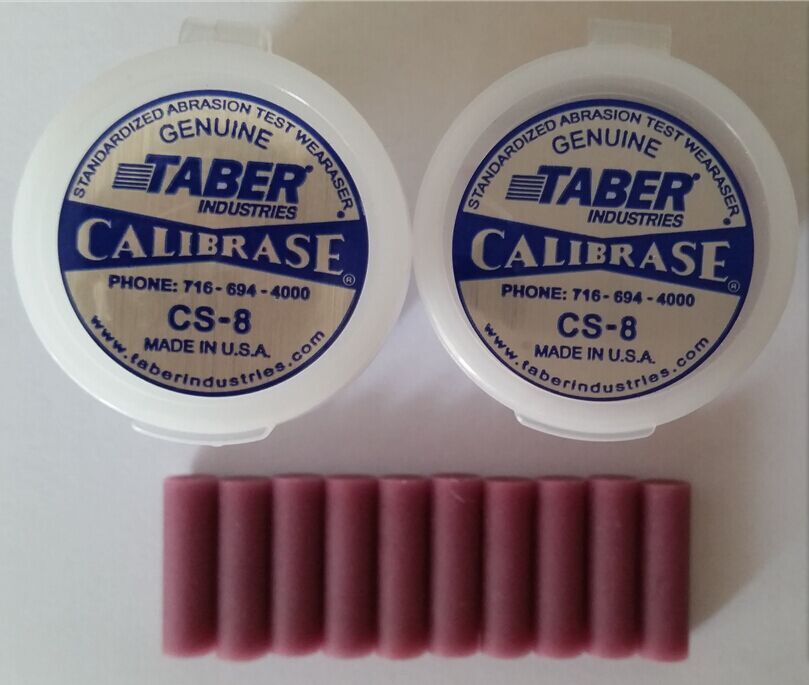 STANDARDIZED ABRASION TEST WEARASER.
GENUINE
TABER®
INDUSTRIES
CALIBRASE®
PHONE: 716-694-4000
CS-8
MADE IN U.S.A.
www.taberindustries.com
STANDARDIZED ABRASION TEST WEARASER.
GENUINE
TABER®
INDUSTRIES
CALIBRASE®
PHONE: 716-694-4000
CS-8
MADE IN U.S.A.
www.taberindustries.com